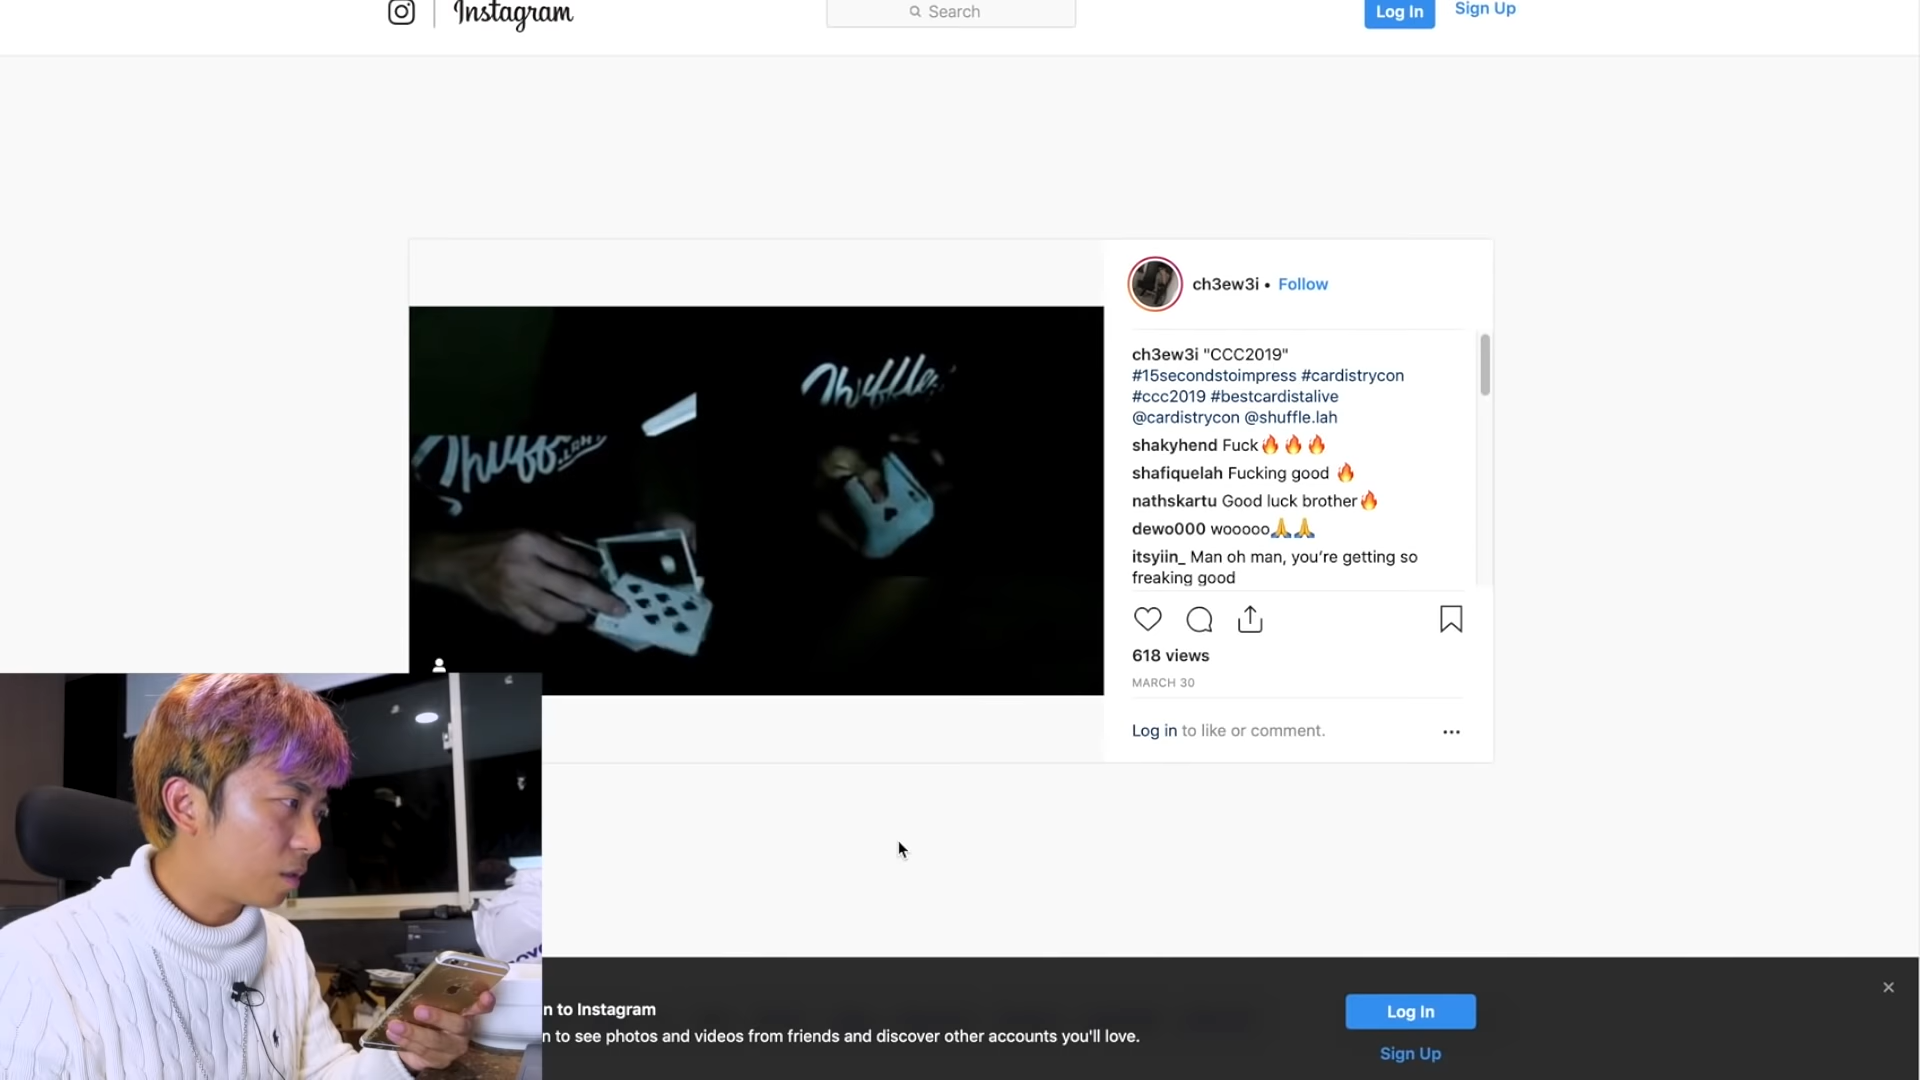 Instagram
Search
Log In
Sign Up
ch3ew3i • Follow
ch3ew3i "CCC2019"
#15secondstoimpress #cardistrycon
#ccc2019 #bestcardistalive
@cardistrycon @shuffle.lah
shakyhend Fuck🔥🔥🔥
shafiquelah Fucking good 🔥
nathskartu Good luck brother🔥
dewo000 wooooo🙏🙏
itsyiin_ Man oh man, you’re getting so
freaking good
618 views
MARCH 30
Log in to like or comment.
n to Instagram
n to see photos and videos from friends and discover other accounts you'll love.
Log In
Sign Up